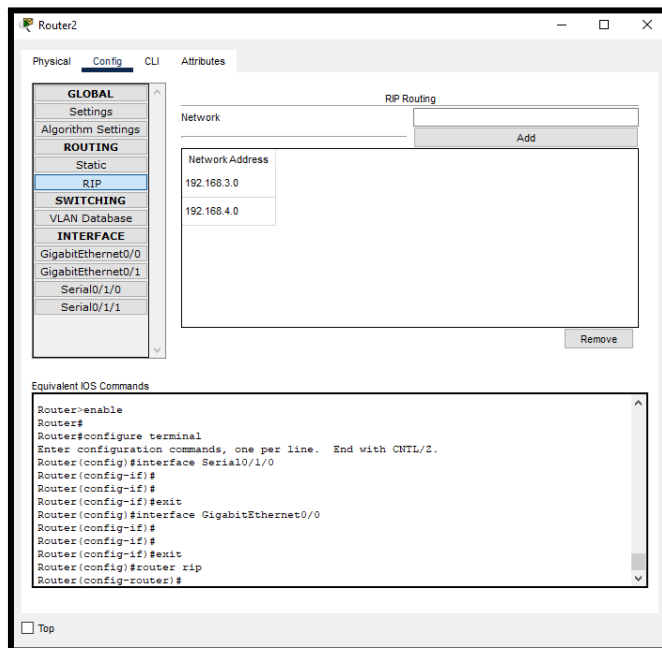 Router2
Physical Config CLI Attributes
GLOBAL
Settings
Algorithm Settings
ROUTING
Static
RIP
SWITCHING
VLAN Database
INTERFACE
GigabitEthernet0/0
GigabitEthernet0/1
Serial0/1/0
Serial0/1/1
RIP Routing
Network
Add
Network Address
192.168.3.0
192.168.4.0
Remove
Equivalent IOS Commands
Router>enable
Router#
Router#configure terminal
Enter configuration commands, one per line. End with CNTL/Z.
Router(config)#interface Serial0/1/0
Router(config-if)#
Router(config-if)#
Router(config-if)#exit
Router(config)#interface GigabitEthernet0/0
Router(config-if)#
Router(config-if)#
Router(config-if)#exit
Router(config)#router rip
Router(config-router)#
Top